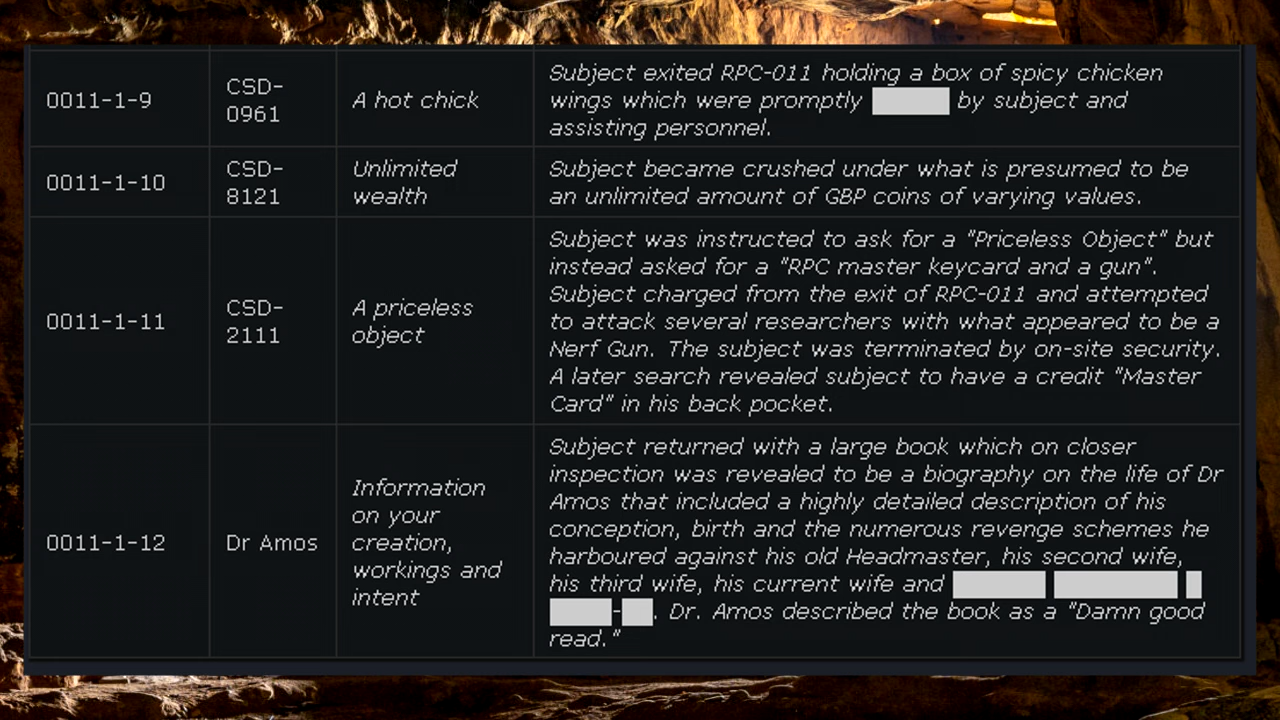 0011-1-9
CSD-
0961
A hot chick
Subject exited RPC-011 holding a box of spicy chicken
wings which were promptly by subject and
assisting personnel.
0011-1-10
CSD-
8121
Unlimited
wealth
Subject became crushed under what is presumed to be
an unlimited amount of GBP coins of varying values.
0011-1-11
CSD-
2111
A priceless
object
Subject was instructed to ask for a "Priceless Object" but
instead asked for a "RPC master keycard and a gun".
Subject charged from the exit of RPC-011 and attempted
to attack several researchers with what appeared to be a
Nerf Gun. The subject was terminated by on-site security.
A later search revealed subject to have a credit "Master
Card" in his back pocket.
0011-1-12
Dr Amos
Information
on your
creation,
workings and
intent
Subject returned with a large book which on closer
inspection was revealed to be a biography on the life of Dr
Amos that included a highly detailed description of his
conception, birth and the numerous revenge schemes he
harboured against his old Headmaster, his second wife,
his third wife, his current wife and
-. Dr. Amos described the book as a "Damn good
read."